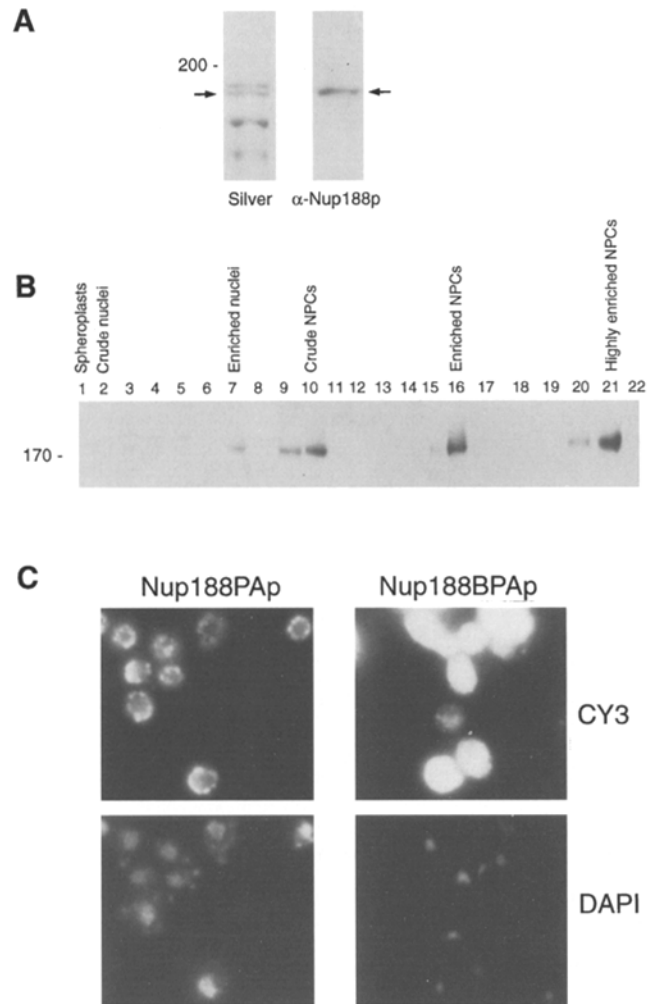 A
200 -
Silver
α-Nup188p
B
Spheroplasts
Crude nuclei
Enriched nuclei
Crude NPCs
Enriched NPCs
Highly enriched NPCs
1 2 3 4 5 6 7 8 9 10 11 12 13 14 15 16 17 18 19 20 21 22
170 -
C
Nup188PAp
Nup188BPAp
CY3
DAPI